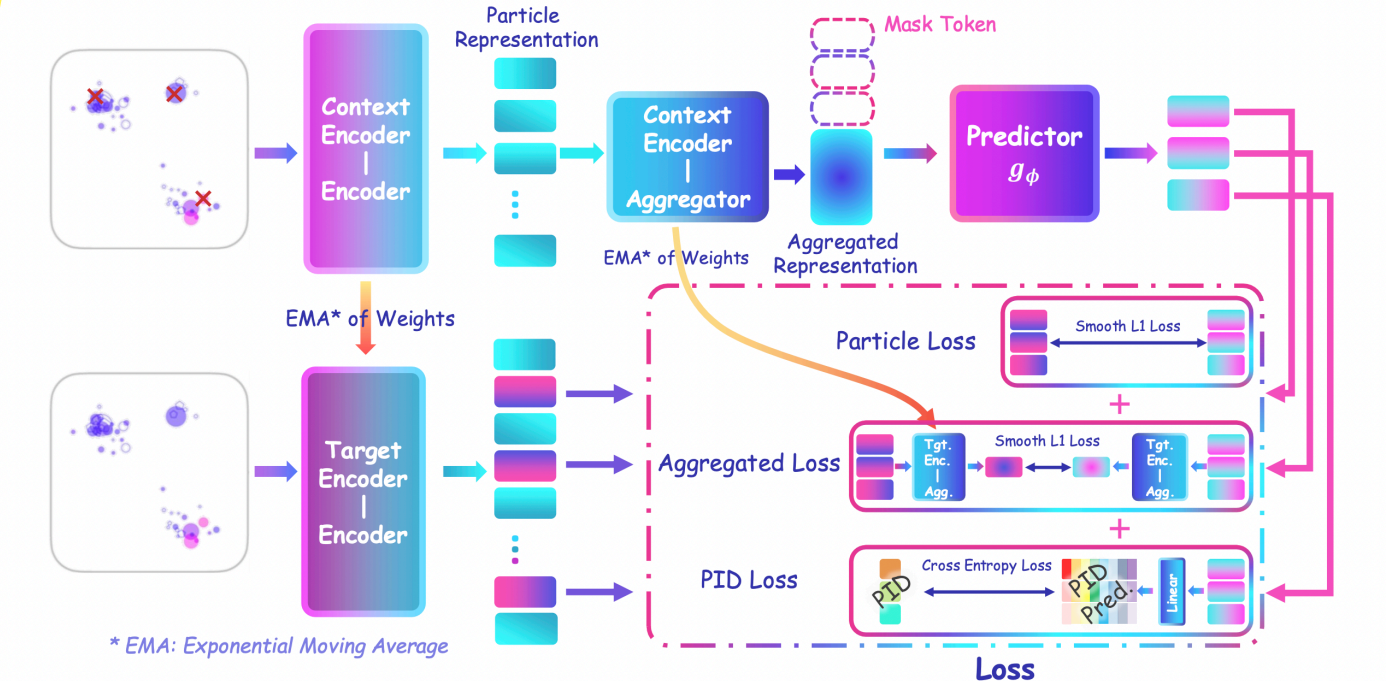 Particle
Representation
Mask Token
Context
Encoder
|
Encoder
Context
Encoder
|
Aggregator
Predictor
gϕ
EMA* of Weights
Aggregated
Representation
EMA* of Weights
Particle Loss
Smooth L1 Loss
+
Target
Encoder
|
Encoder
Aggregated Loss
Tgt.
Enc.
|
Agg.
Smooth L1 Loss
Tgt.
Enc.
|
Agg.
+
PID Loss
PID
Cross Entropy Loss
PID
Pred.
Linear
* EMA: Exponential Moving Average
Loss